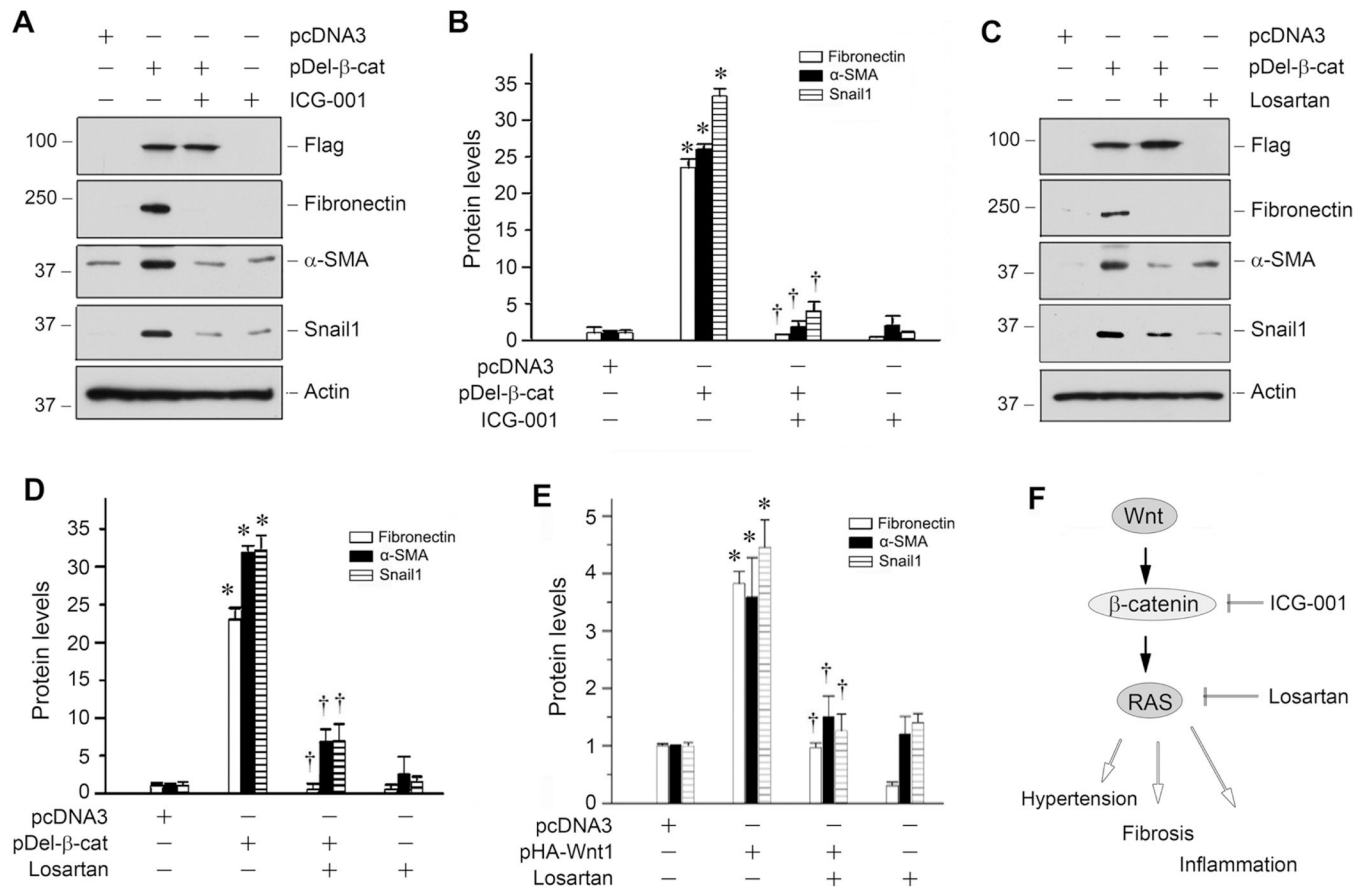 A
+ – – – pcDNA3
– + + – pDel-β-cat
– – + + ICG-001
100 – – Flag
250 – – Fibronectin
37 – – α-SMA
37 – – Snail1
37 – – Actin
B
Fibronectin
α-SMA
Snail1
Protein levels
35
30
25
20
15
10
5
0
* * *
† † †
pcDNA3 + – – –
pDel-β-cat – + + –
ICG-001 – – + +
C
+ – – – pcDNA3
– + + – pDel-β-cat
– – + + Losartan
100 – – Flag
250 – – Fibronectin
37 – – α-SMA
37 – – Snail1
37 – – Actin
D
Fibronectin
α-SMA
Snail1
Protein levels
35
30
25
20
15
10
5
0
* * *
† † †
pcDNA3 + – – –
pDel-β-cat – + + –
Losartan – – + +
E
Fibronectin
α-SMA
Snail1
Protein levels
5
4
3
2
1
0
* * *
† † †
pcDNA3 + – – –
pHA-Wnt1 – + + –
Losartan – – + +
F
Wnt
β-catenin
ICG-001
RAS
Losartan
Hypertension
Fibrosis
Inflammation